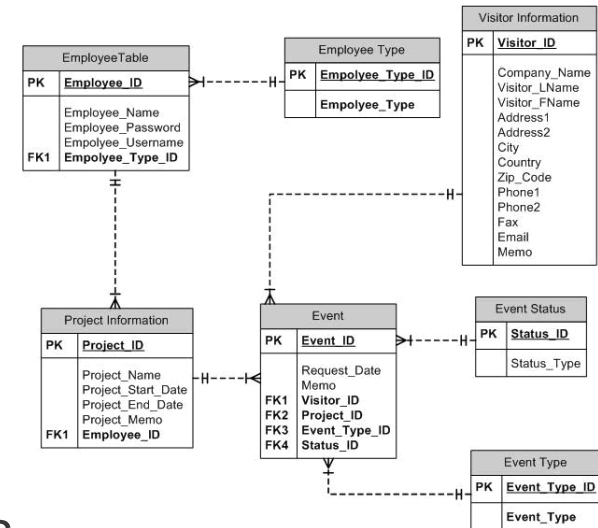 Visitor Information
PK Visitor_ID
Company_Name
Visitor_LName
Visitor_FName
Address1
Address2
City
Country
Zip_Code
Phone1
Phone2
Fax
Email
Memo
EmployeeTable
PK Employee_ID
Employee_Name
Employee_Password
Empolyee_Username
FK1 Empolyee_Type_ID
Employee Type
PK Empolyee_Type_ID
Empolyee_Type
Project Information
PK Project_ID
Project_Name
Project_Start_Date
Project_End_Date
Project_Memo
FK1 Employee_ID
Event
PK Event_ID
Request_Date
Memo
FK1 Visitor_ID
FK2 Project_ID
FK3 Event_Type_ID
FK4 Status_ID
Event Status
PK Status_ID
Status_Type
Event Type
PK Event_Type_ID
Event_Type